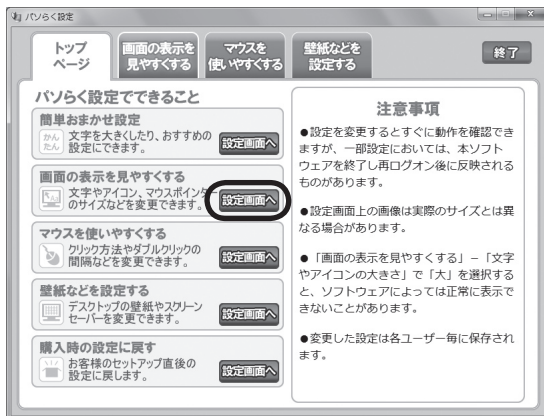 パソらく設定
トップ
ページ
画面の表示を
見やすくする
マウスを
使いやすくする
壁紙などを
設定する
終了
パソらく設定でできること
簡単おまかせ設定
かん
たん
文字を大きくしたり、おすすめの
設定にできます。
設定画面へ
画面の表示を見やすくする
文字やアイコン、マウスポインター
のサイズなどを変更できます。
設定画面へ
マウスを使いやすくする
クリック方法やダブルクリックの
間隔などを変更できます。
設定画面へ
壁紙などを設定する
デスクトップの壁紙やスクリーン
セーバーを変更できます。
設定画面へ
購入時の設定に戻す
お客様のセットアップ直後の
設定に戻します。
設定画面へ
注意事項
●設定を変更するとすぐに動作を確認でき
ますが、一部設定においては、本ソフト
ウェアを終了し再ログオン後に反映される
ものがあります。
●設定画面上の画像は実際のサイズとは異
なる場合があります。
●「画面の表示を見やすくする」－「文字
やアイコンの大きさ」で「大」を選択する
と、ソフトウェアによっては正常に表示で
きないことがあります。
●変更した設定は各ユーザー毎に保存され
ます。